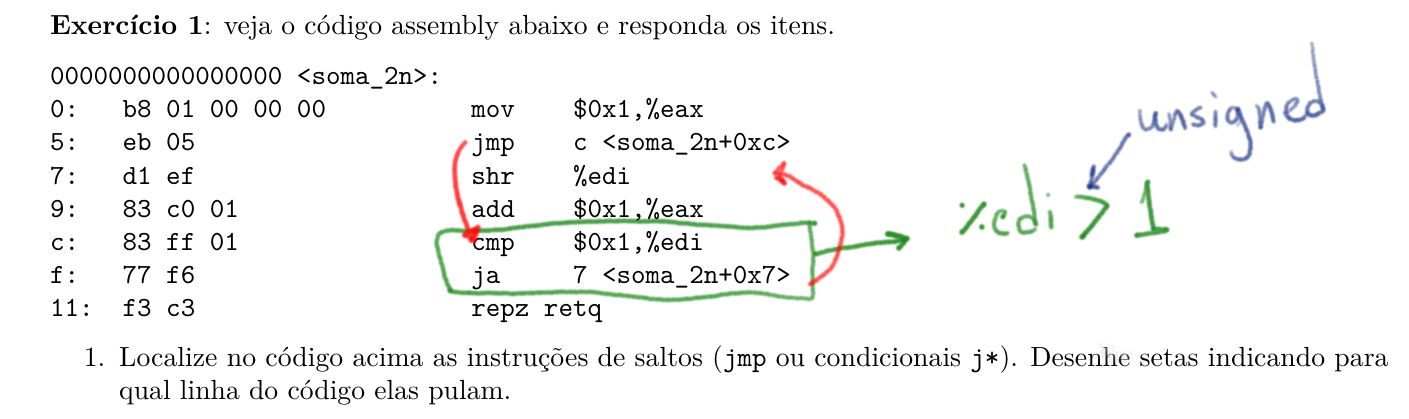 Exercício 1: veja o código assembly abaixo e responda os itens.
0000000000000000 <soma_2n>:
0: b8 01 00 00 00 mov $0x1,%eax
5: eb 05 jmp c <soma_2n+0xc>
7: d1 ef shr %edi
9: 83 c0 01 add $0x1,%eax
c: 83 ff 01 cmp $0x1,%edi
f: 77 f6 ja 7 <soma_2n+0x7>
11: f3 c3 repz retq
unsigned
%edi > 1
1. Localize no código acima as instruções de saltos (jmp ou condicionais j*). Desenhe setas indicando para
qual linha do código elas pulam.